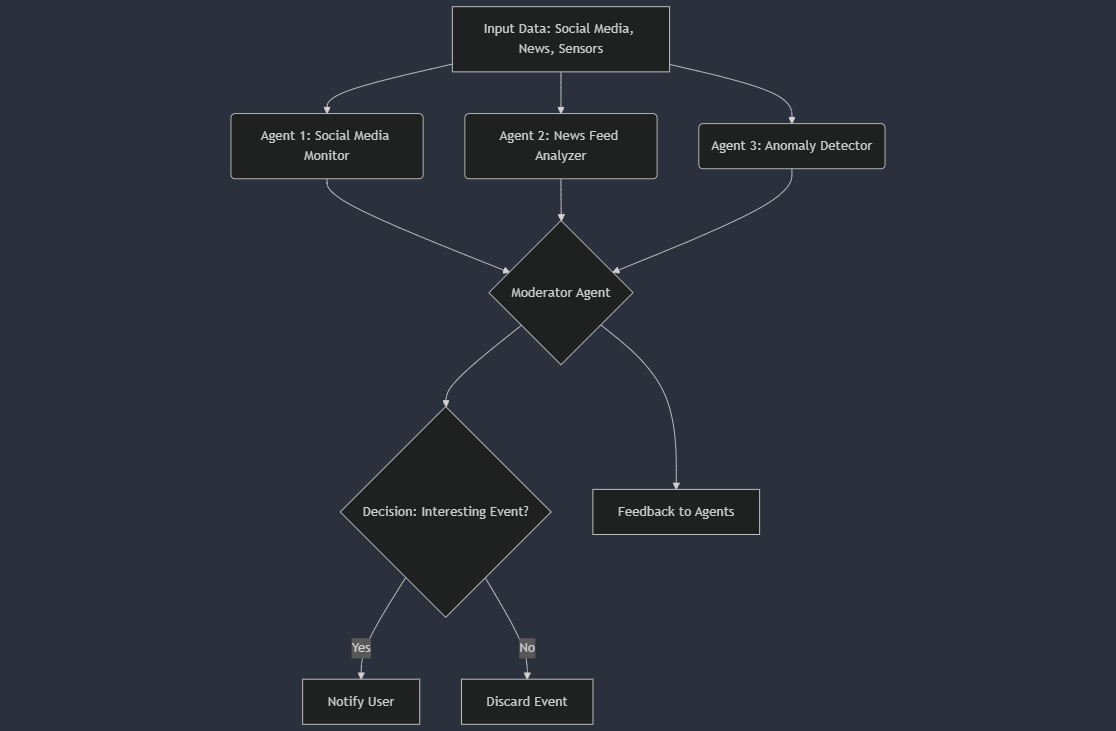 Input Data: Social Media,
News, Sensors
Agent 1: Social Media
Monitor
Agent 2: News Feed
Analyzer
Agent 3: Anomaly Detector
Moderator Agent
Decision: Interesting Event?
Feedback to Agents
Yes
No
Notify User
Discard Event